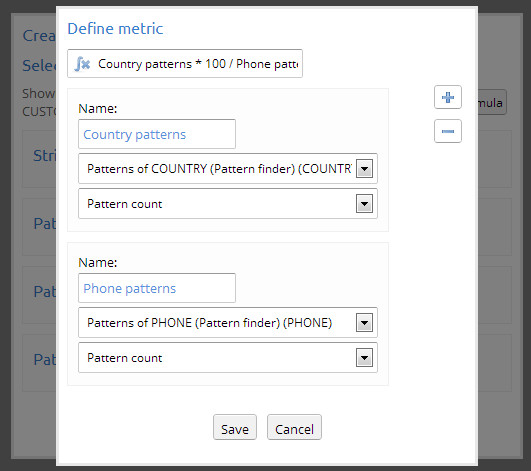 Define metric
Crea
Country patterns * 100 / Phone patte
Selec
Show
CUSTO
mula
Name:
Country patterns
Stri
Patterns of COUNTRY (Pattern finder) (COUNTR
Pattern count
Pat
Name:
Phone patterns
Pat
Patterns of PHONE (Pattern finder) (PHONE)
Pattern count
Pat
Save
Cancel